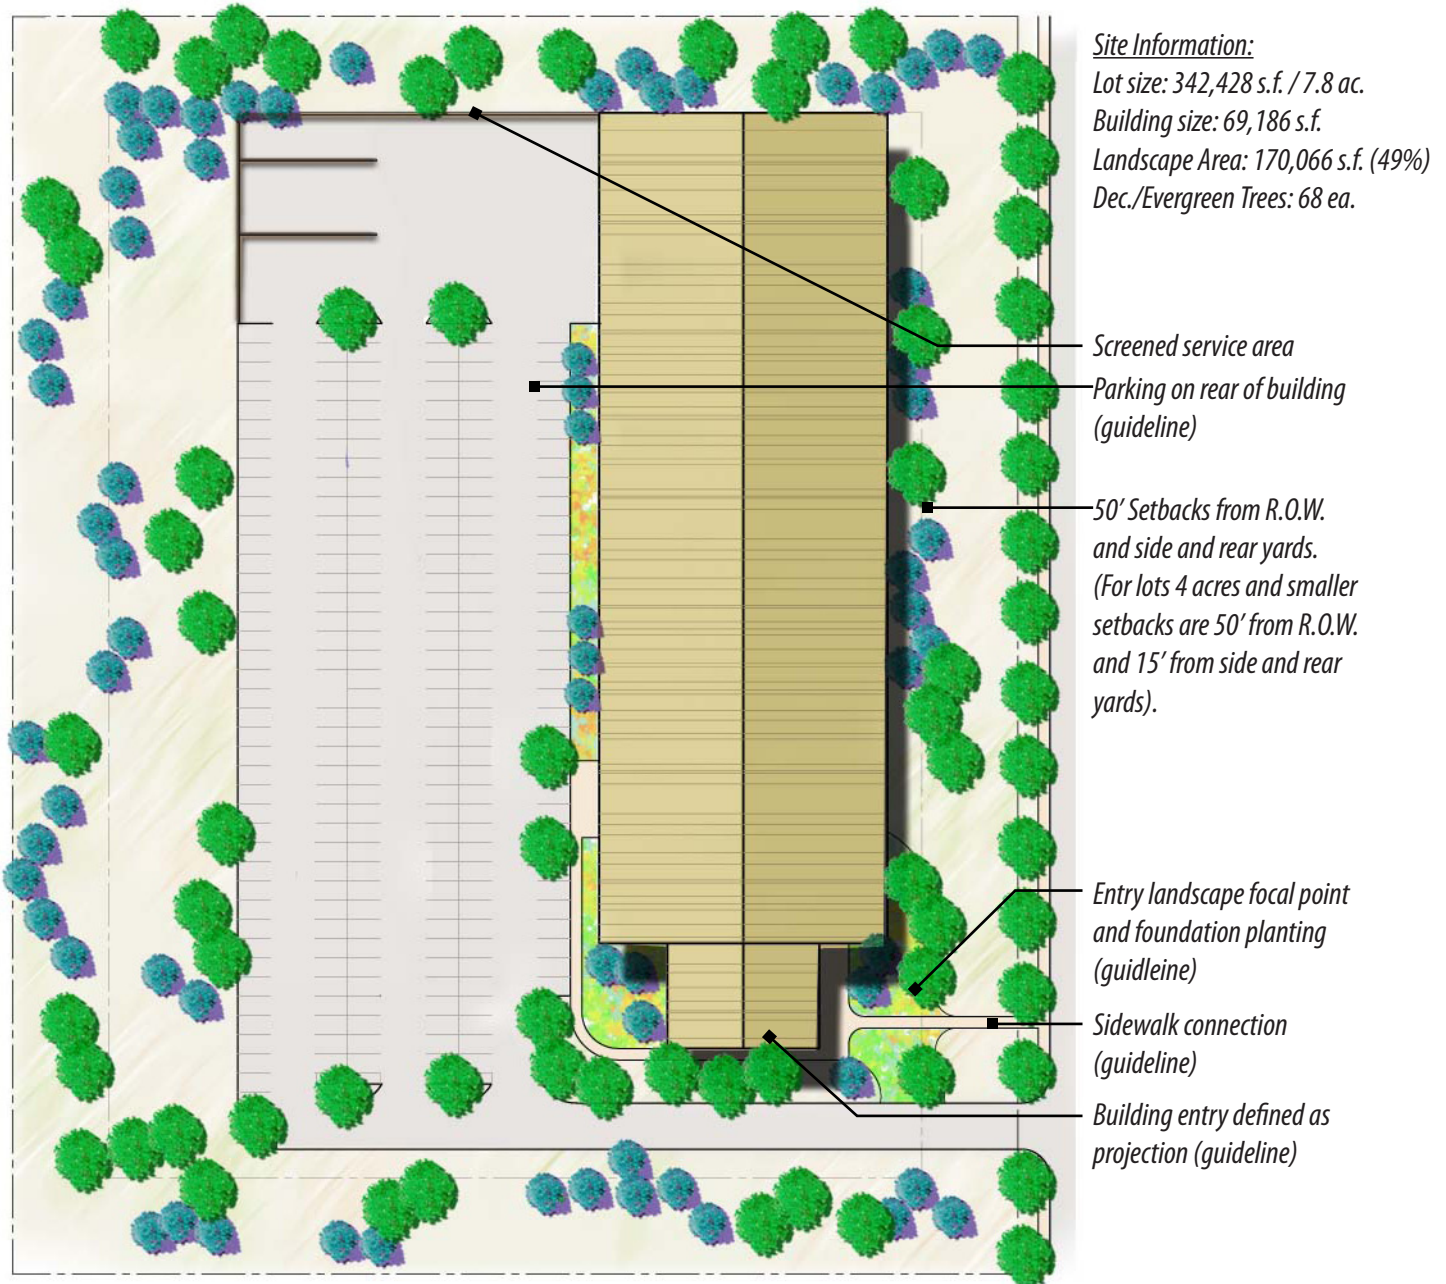 Site Information:
Lot size: 342,428 s.f. / 7.8 ac.
Building size: 69,186 s.f.
Landscape Area: 170,066 s.f. (49%)
Dec./Evergreen Trees: 68 ea.
Screened service area
Parking on rear of building
(guideline)
50' Setbacks from R.O.W.
and side and rear yards.
(For lots 4 acres and smaller
setbacks are 50' from R.O.W.
and 15' from side and rear
yards).
Entry landscape focal point
and foundation planting
(guidleine)
Sidewalk connection
(guideline)
Building entry defined as
projection (guideline)